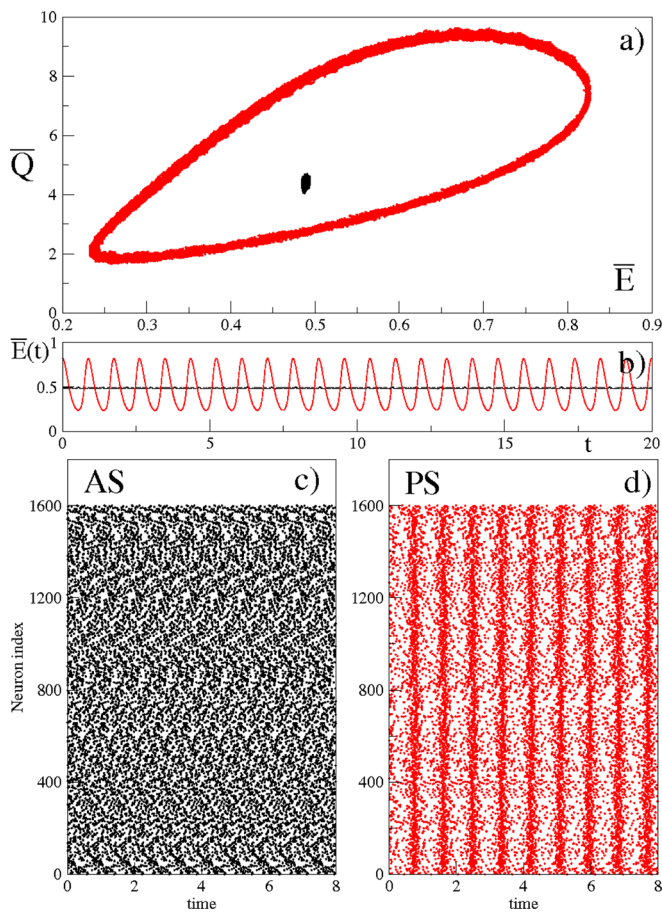 10
a)
8
Q̅
6
4
2
E̅
0
0.2 0.3 0.4 0.5 0.6 0.7 0.8 0.9
E̅(t) 1
b)
0.5
0
0 5 10 15 t 20
AS c) PS d)
1600 1600
1200 1200
Neuron index
800 800
400 400
0 0
0 2 4 6 8 0 2 4 6 8
time time